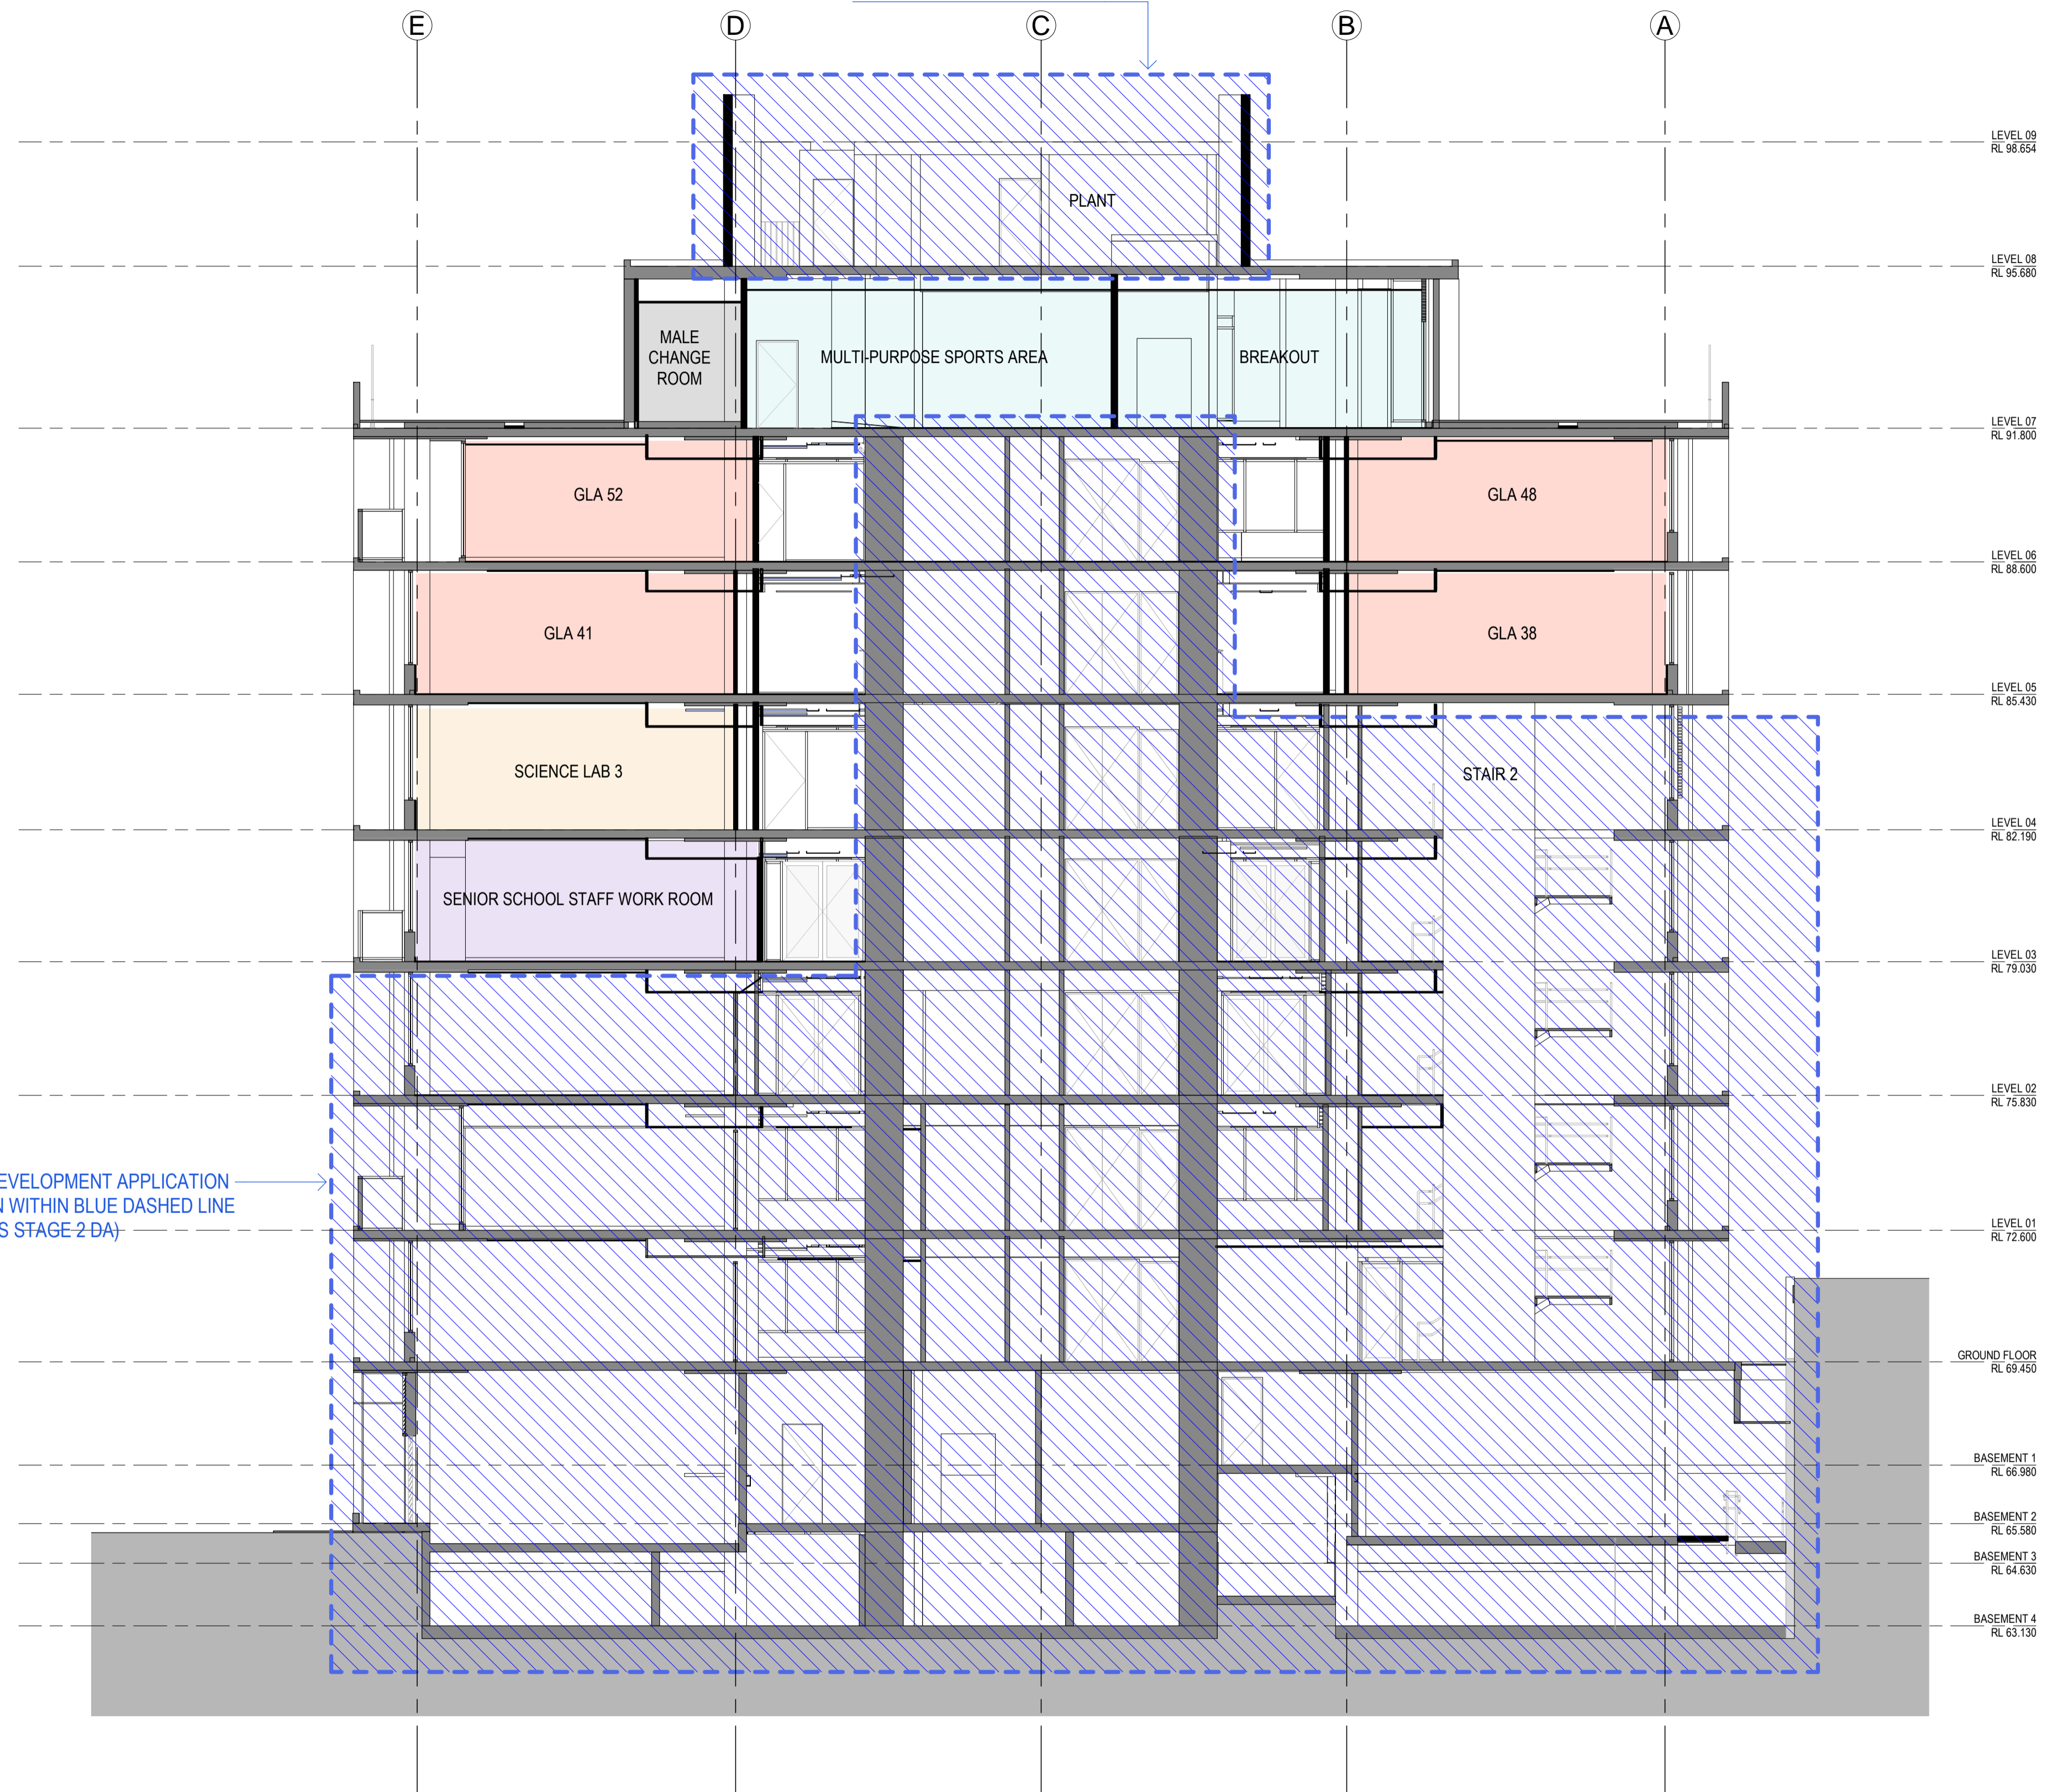 E D C B A
LEVEL 09
RL 98.654
PLANT
LEVEL 08
RL 95.680
MALE
CHANGE
ROOM
MULTI-PURPOSE SPORTS AREA
BREAKOUT
LEVEL 07
RL 91.800
GLA 52
GLA 48
LEVEL 06
RL 88.600
GLA 41
GLA 38
LEVEL 05
RL 85.430
SCIENCE LAB 3
STAIR 2
LEVEL 04
RL 82.190
SENIOR SCHOOL STAFF WORK ROOM
LEVEL 03
RL 79.030
LEVEL 02
RL 75.830
APPLICATION
WITHIN BLUE DASHED LINE
STAGE 2 DA)
LEVEL 01
RL 72.600
GROUND FLOOR
RL 69.450
BASEMENT 1
RL 66.980
BASEMENT 2
RL 65.580
BASEMENT 3
RL 64.630
BASEMENT 4
RL 63.130